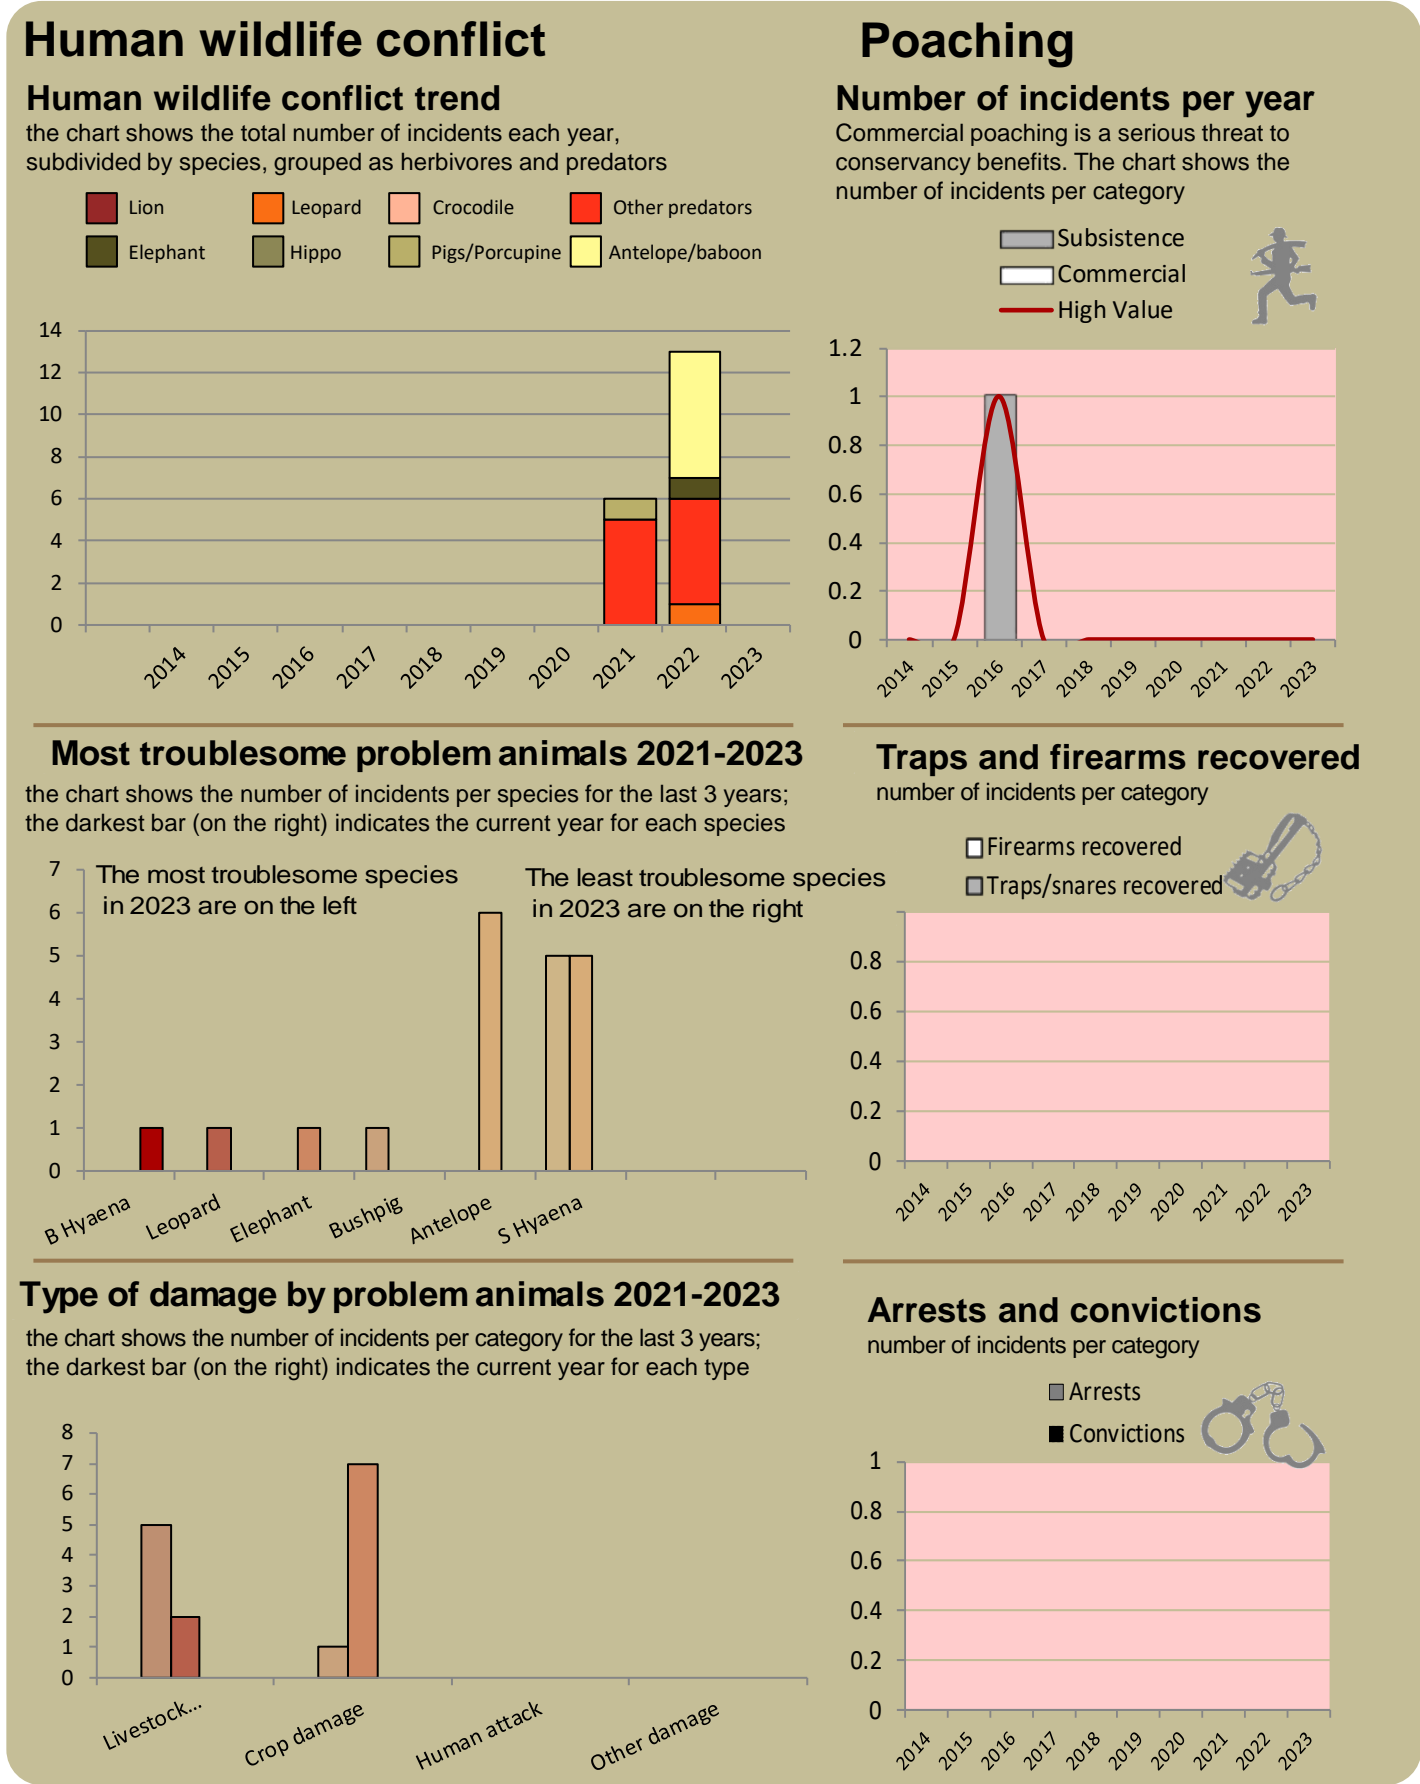 Human wildlife conflict
Human wildlife conflict trend
the chart shows the total number of incidents each year,
subdivided by species, grouped as herbivores and predators
Lion
Leopard
Crocodile
Other predators
Elephant
Hippo
Pigs/Porcupine
Antelope/baboon
14
12
10
8
6
4
2
0
2014
2015
2016
2017
2018
2019
2020
2021
2022
2023
Most troublesome problem animals 2021-2023
the chart shows the number of incidents per species for the last 3 years;
the darkest bar (on the right) indicates the current year for each species
The most troublesome species
in 2023 are on the left
The least troublesome species
in 2023 are on the right
7
6
5
4
3
2
1
0
B Hyaena
Leopard
Elephant
Bushpig
Antelope
S Hyaena
Type of damage by problem animals 2021-2023
the chart shows the number of incidents per category for the last 3 years;
the darkest bar (on the right) indicates the current year for each type
8
7
6
5
4
3
2
1
0
Livestock...
Crop damage
Human attack
Other damage
Poaching
Number of incidents per year
Commercial poaching is a serious threat to
conservancy benefits. The chart shows the
number of incidents per category
Subsistence
Commercial
High Value
1.2
1
0.8
0.6
0.4
0.2
0
2014
2015
2016
2017
2018
2019
2020
2021
2022
2023
Traps and firearms recovered
number of incidents per category
Firearms recovered
Traps/snares recovered
0.8
0.6
0.4
0.2
0
2014
2015
2016
2017
2018
2019
2020
2021
2022
2023
Arrests and convictions
number of incidents per category
Arrests
Convictions
1
0.8
0.6
0.4
0.2
0
2014
2015
2016
2017
2018
2019
2020
2021
2022
2023